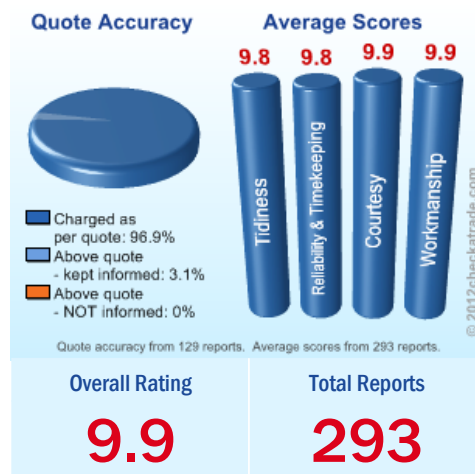 Quote Accuracy
Average Scores
9.8 9.8 9.9 9.9
Tidiness
Reliability & Timekeeping
Courtesy
Workmanship
Charged as
per quote: 96.9%
Above quote
- kept informed: 3.1%
Above quote
- NOT informed: 0%
© 2012checkatrade.com
Quote accuracy from 129 reports. Average scores from 293 reports.
Overall Rating
9.9
Total Reports
293